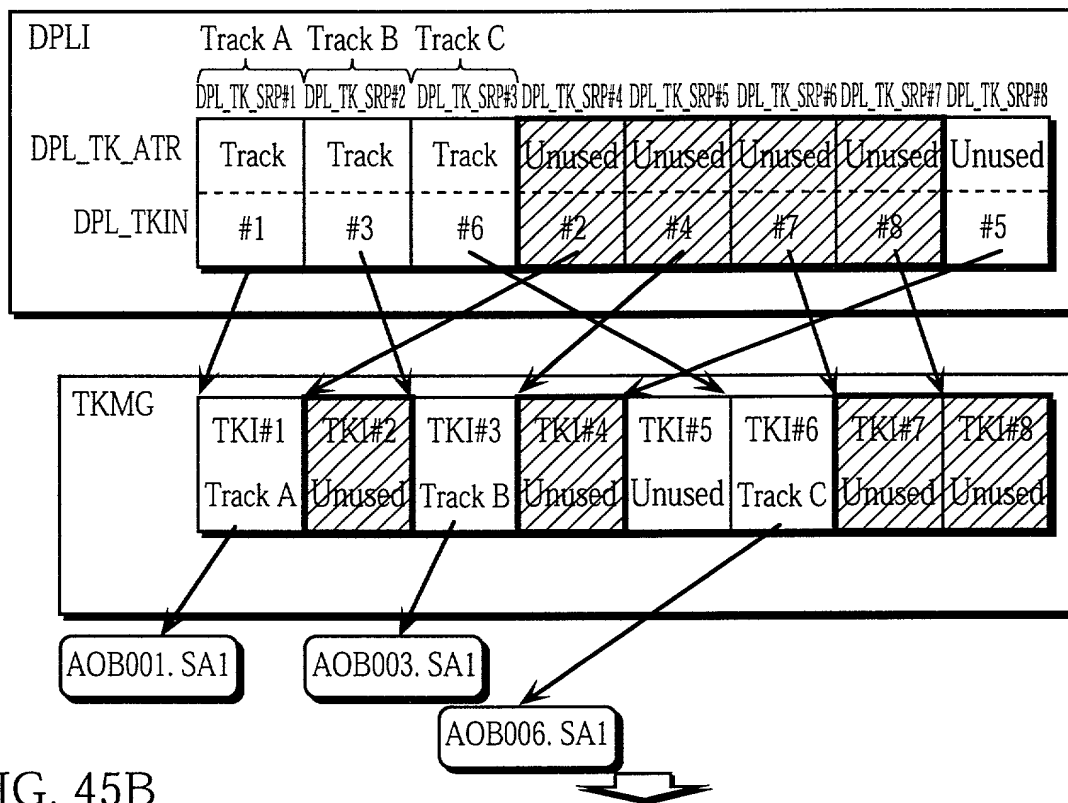 DPLI Track A Track B Track C
DPL_TK_SRP#1 DPL_TK_SRP#2 DPL_TK_SRP#3 DPL_TK_SRP#4 DPL_TK_SRP#5 DPL_TK_SRP#6 DPL_TK_SRP#7 DPL_TK_SRP#8
DPL_TK_ATR Track Track Track Unused Unused Unused Unused Unused
DPL_TKIN #1 #3 #6 #2 #4 #7 #8 #5
TKMG
TKI#1 TKI#2 TKI#3 TKI#4 TKI#5 TKI#6 TKI#7 TKI#8
Track A Unused Track B Unused Unused Track C Unused Unused
AOB001. SA1 AOB003. SA1
AOB006. SA1
IG. 45B